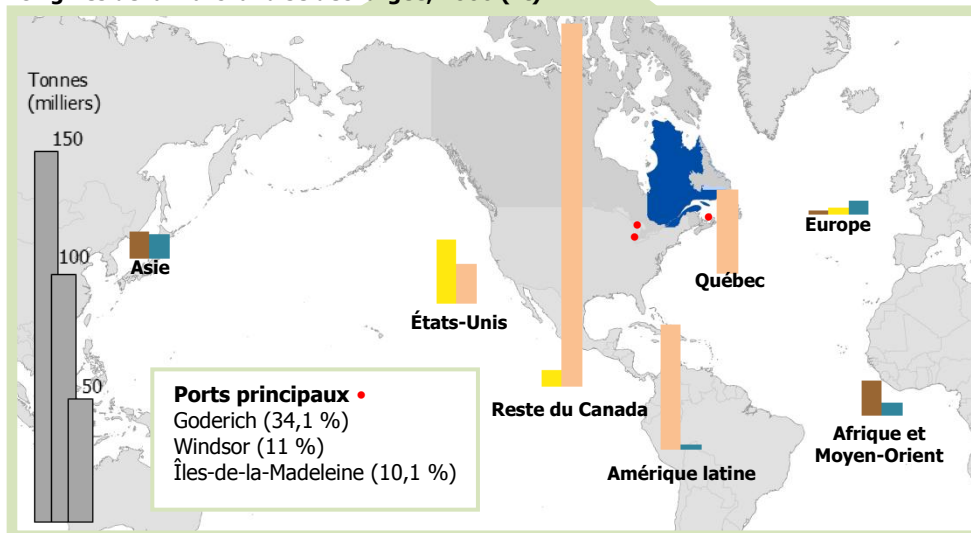 Tonnes
(milliers)
150
100
50
Asie
États-Unis
Reste du Canada
Québec
Amérique latine
Europe
Afrique et
Moyen-Orient
Ports principaux
Goderich (34,1 %)
Windsor (11 %)
Îles-de-la-Madeleine (10,1 %)